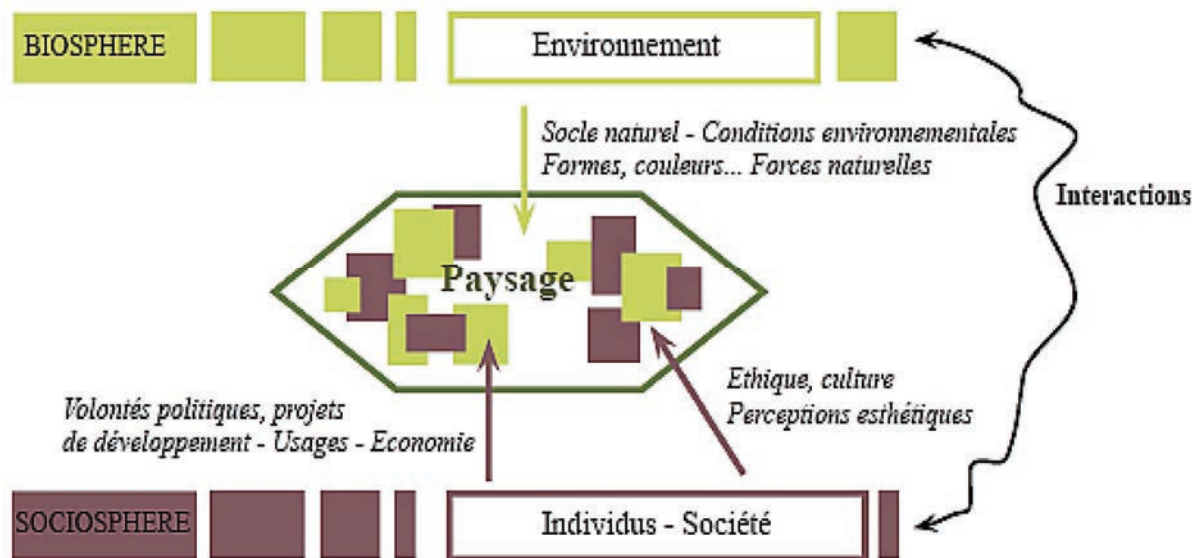 BIOSPHERE
Environnement
Socle naturel - Conditions environmentales
Formes, couleurs... Forces naturelles
Interactions
Paysage
Ethique, culture
Perceptions esthétiques
Volontés politiques, projets
de développement - Usages - Economie
SOCIOSPHERE
Individus - Société